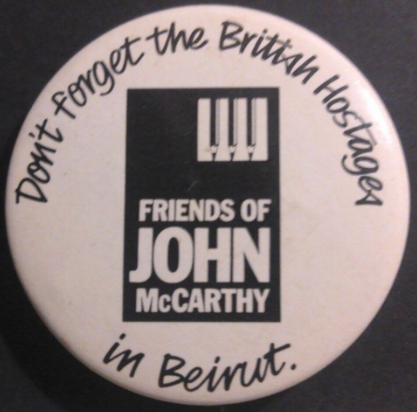 Don't forget the British Hostages
FRIENDS OF
JOHN
McCARTHY
in Beirut.